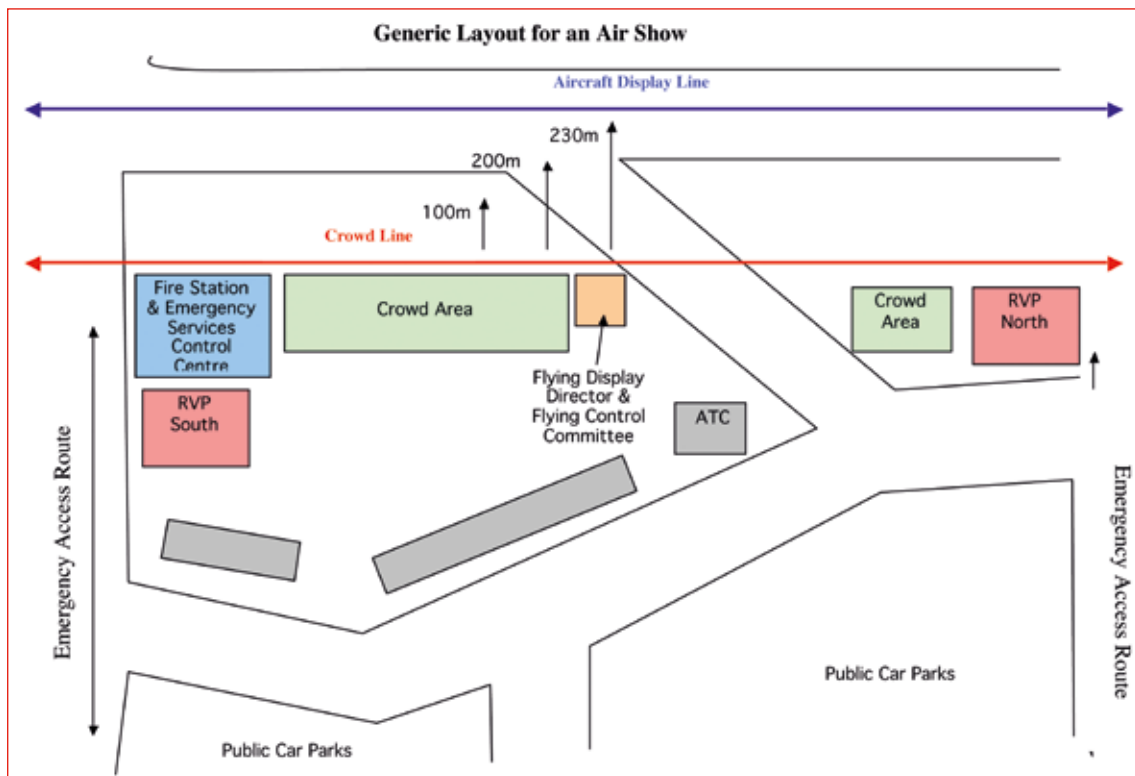 Generic Layout for an Air Show
Aircraft Display Line
230m
200m
100m
Crowd Line
Fire Station
& Emergency
Services
Control
Centre
Crowd Area
Crowd
Area
RVP
North
Flying Display
Director &
Flying Control
Committee
RVP
South
ATC
Emergency Access Route
Emergency Access Route
Public Car Parks
Public Car Parks